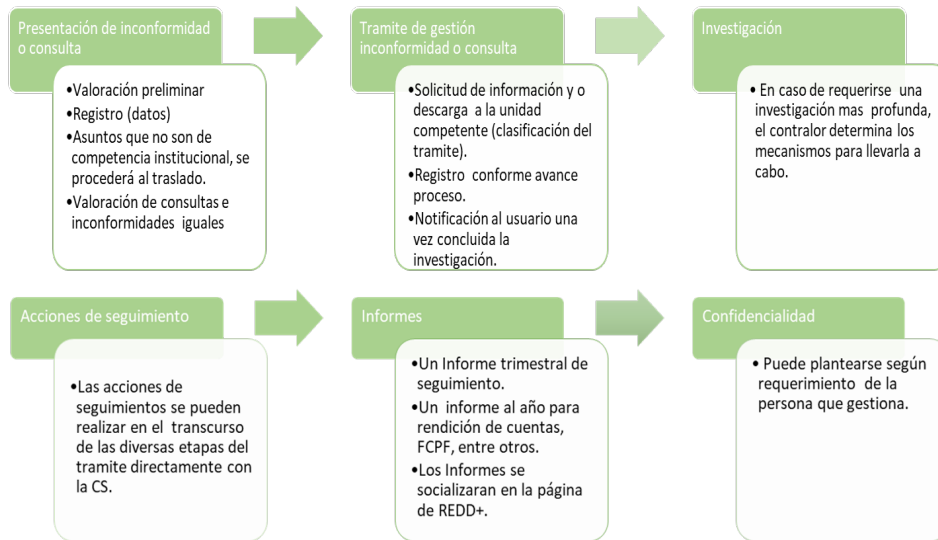 Presentación de inconformidad
o consulta
•Valoración preliminar
•Registro (datos)
•Asuntos que no son de
competencia institucional, se
procederá al traslado.
•Valoración de consultas e
inconformidades iguales
Tramite de gestión
inconformidad o consulta
•Solicitud de información y o
descarga a la unidad
competente (clasificación del
tramite).
•Registro conforme avance
proceso.
•Notificación al usuario una
vez concluida la
investigación.
Investigación
• En caso de requerirse una
investigación mas profunda,
el contralor determina los
mecanismos para llevarla a
cabo.
Acciones de seguimiento
•Las acciones de
seguimientos se pueden
realizar en el transcurso
de las diversas etapas del
tramite directamente con
la CS.
Informes
•Un Informe trimestral de
seguimiento.
•Un informe al año para
rendición de cuentas,
FCPF, entre otros.
•Los Informes se
socializaran en la página
de REDD+.
Confidencialidad
• Puede plantearse según
requerimiento de la
persona que gestiona.